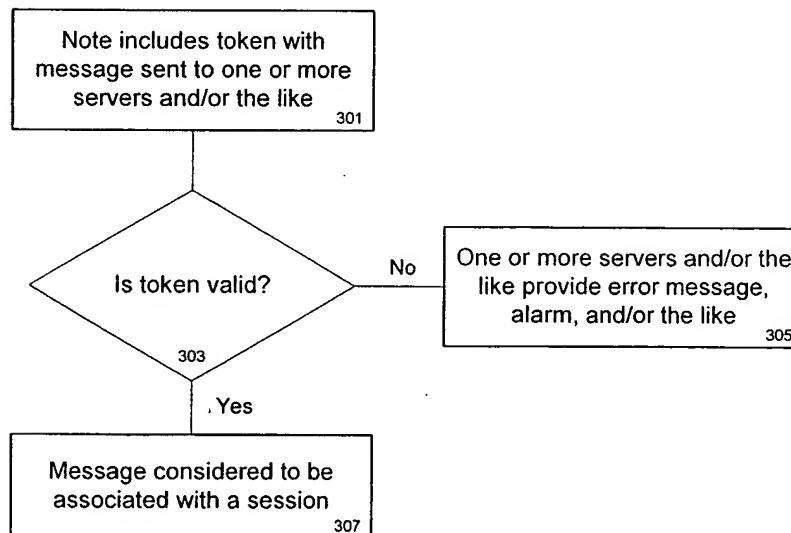 Note includes token with
message sent to one or more
servers and/or the like
301
Is token valid?
303
No
One or more servers and/or the
like provide error message,
alarm, and/or the like
305
Yes
Message considered to be
associated with a session
307